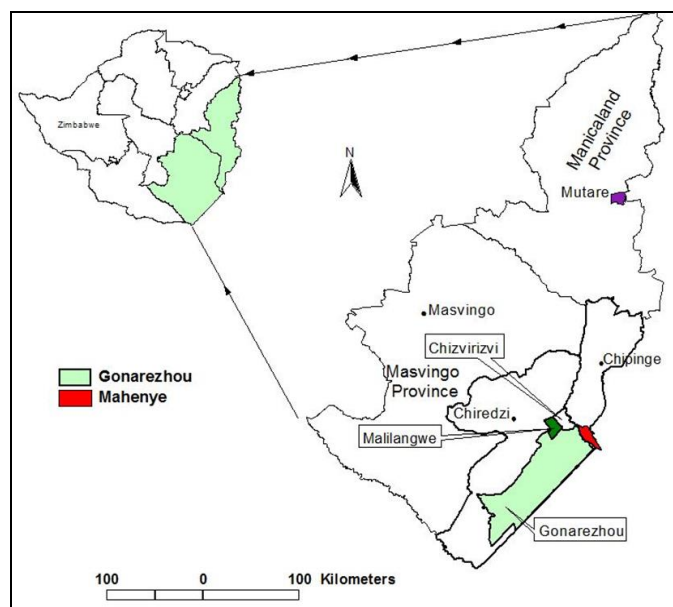 Zimbabwe
N
Manicaland
Province
Mutare
Masvingo
Chizvirizvi
Chipinge
Masvingo
Province
Gonarezhou
Mahenye
Chiredzi
Malilangwe
Gonarezhou
100 0 100 Kilometers